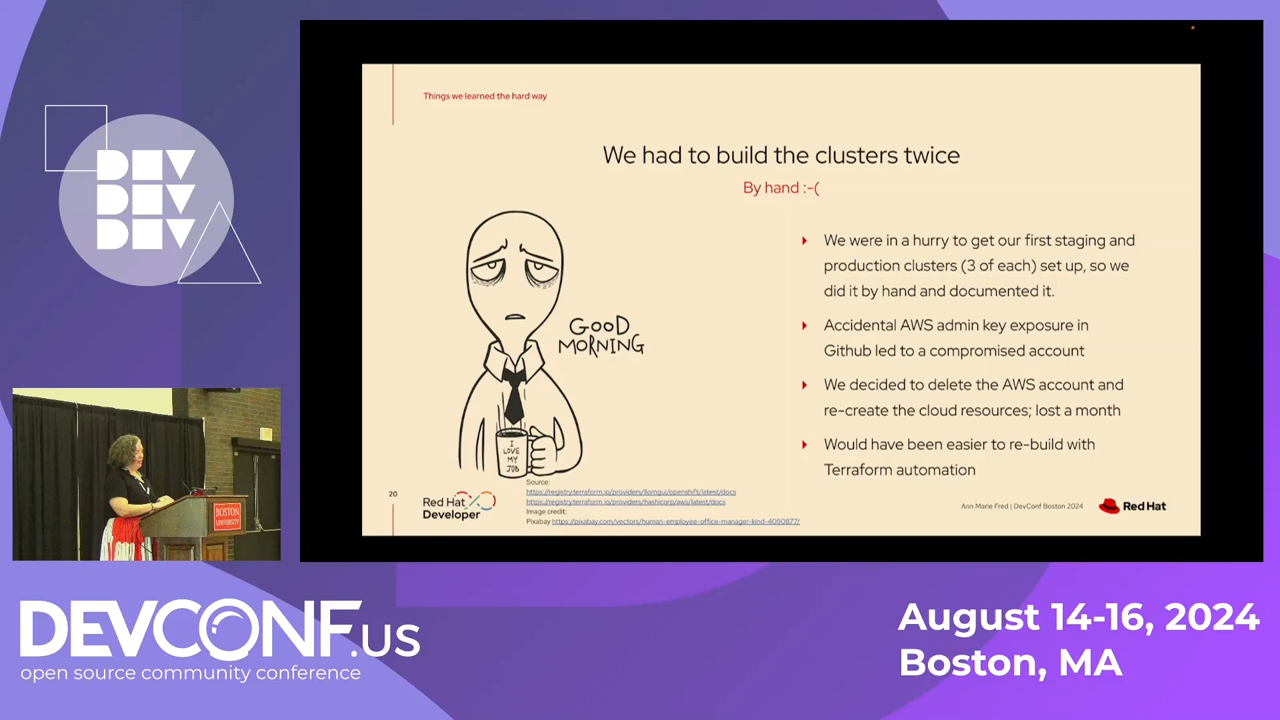 DEV
DEV
DEV
Things we learned the hard way
We had to build the clusters twice
By hand :-(
GOOD
MORNING
I
LOVE
MY
JOB
We were in a hurry to get our first staging and
production clusters (3 of each) set up, so we
did it by hand and documented it.
Accidental AWS admin key exposure in
Github led to a compromised account
We decided to delete the AWS account and
re-create the cloud resources; lost a month
Would have been easier to re-build with
Terraform automation
20
Red Hat
Developer
Source:
https://registry.terraform.io/providers/llomgui/openshift/latest/docs
https://registry.terraform.io/providers/hashicorp/aws/latest/docs
Image credit:
Pixabay https://pixabay.com/vectors/human-employee-office-manager-kind-4090877/
Ann Marie Fred | DevConf Boston 2024
Red Hat
BOSTON
UNIVERSITY
DEVCONF.US
open source community conference
August 14-16, 2024
Boston, MA